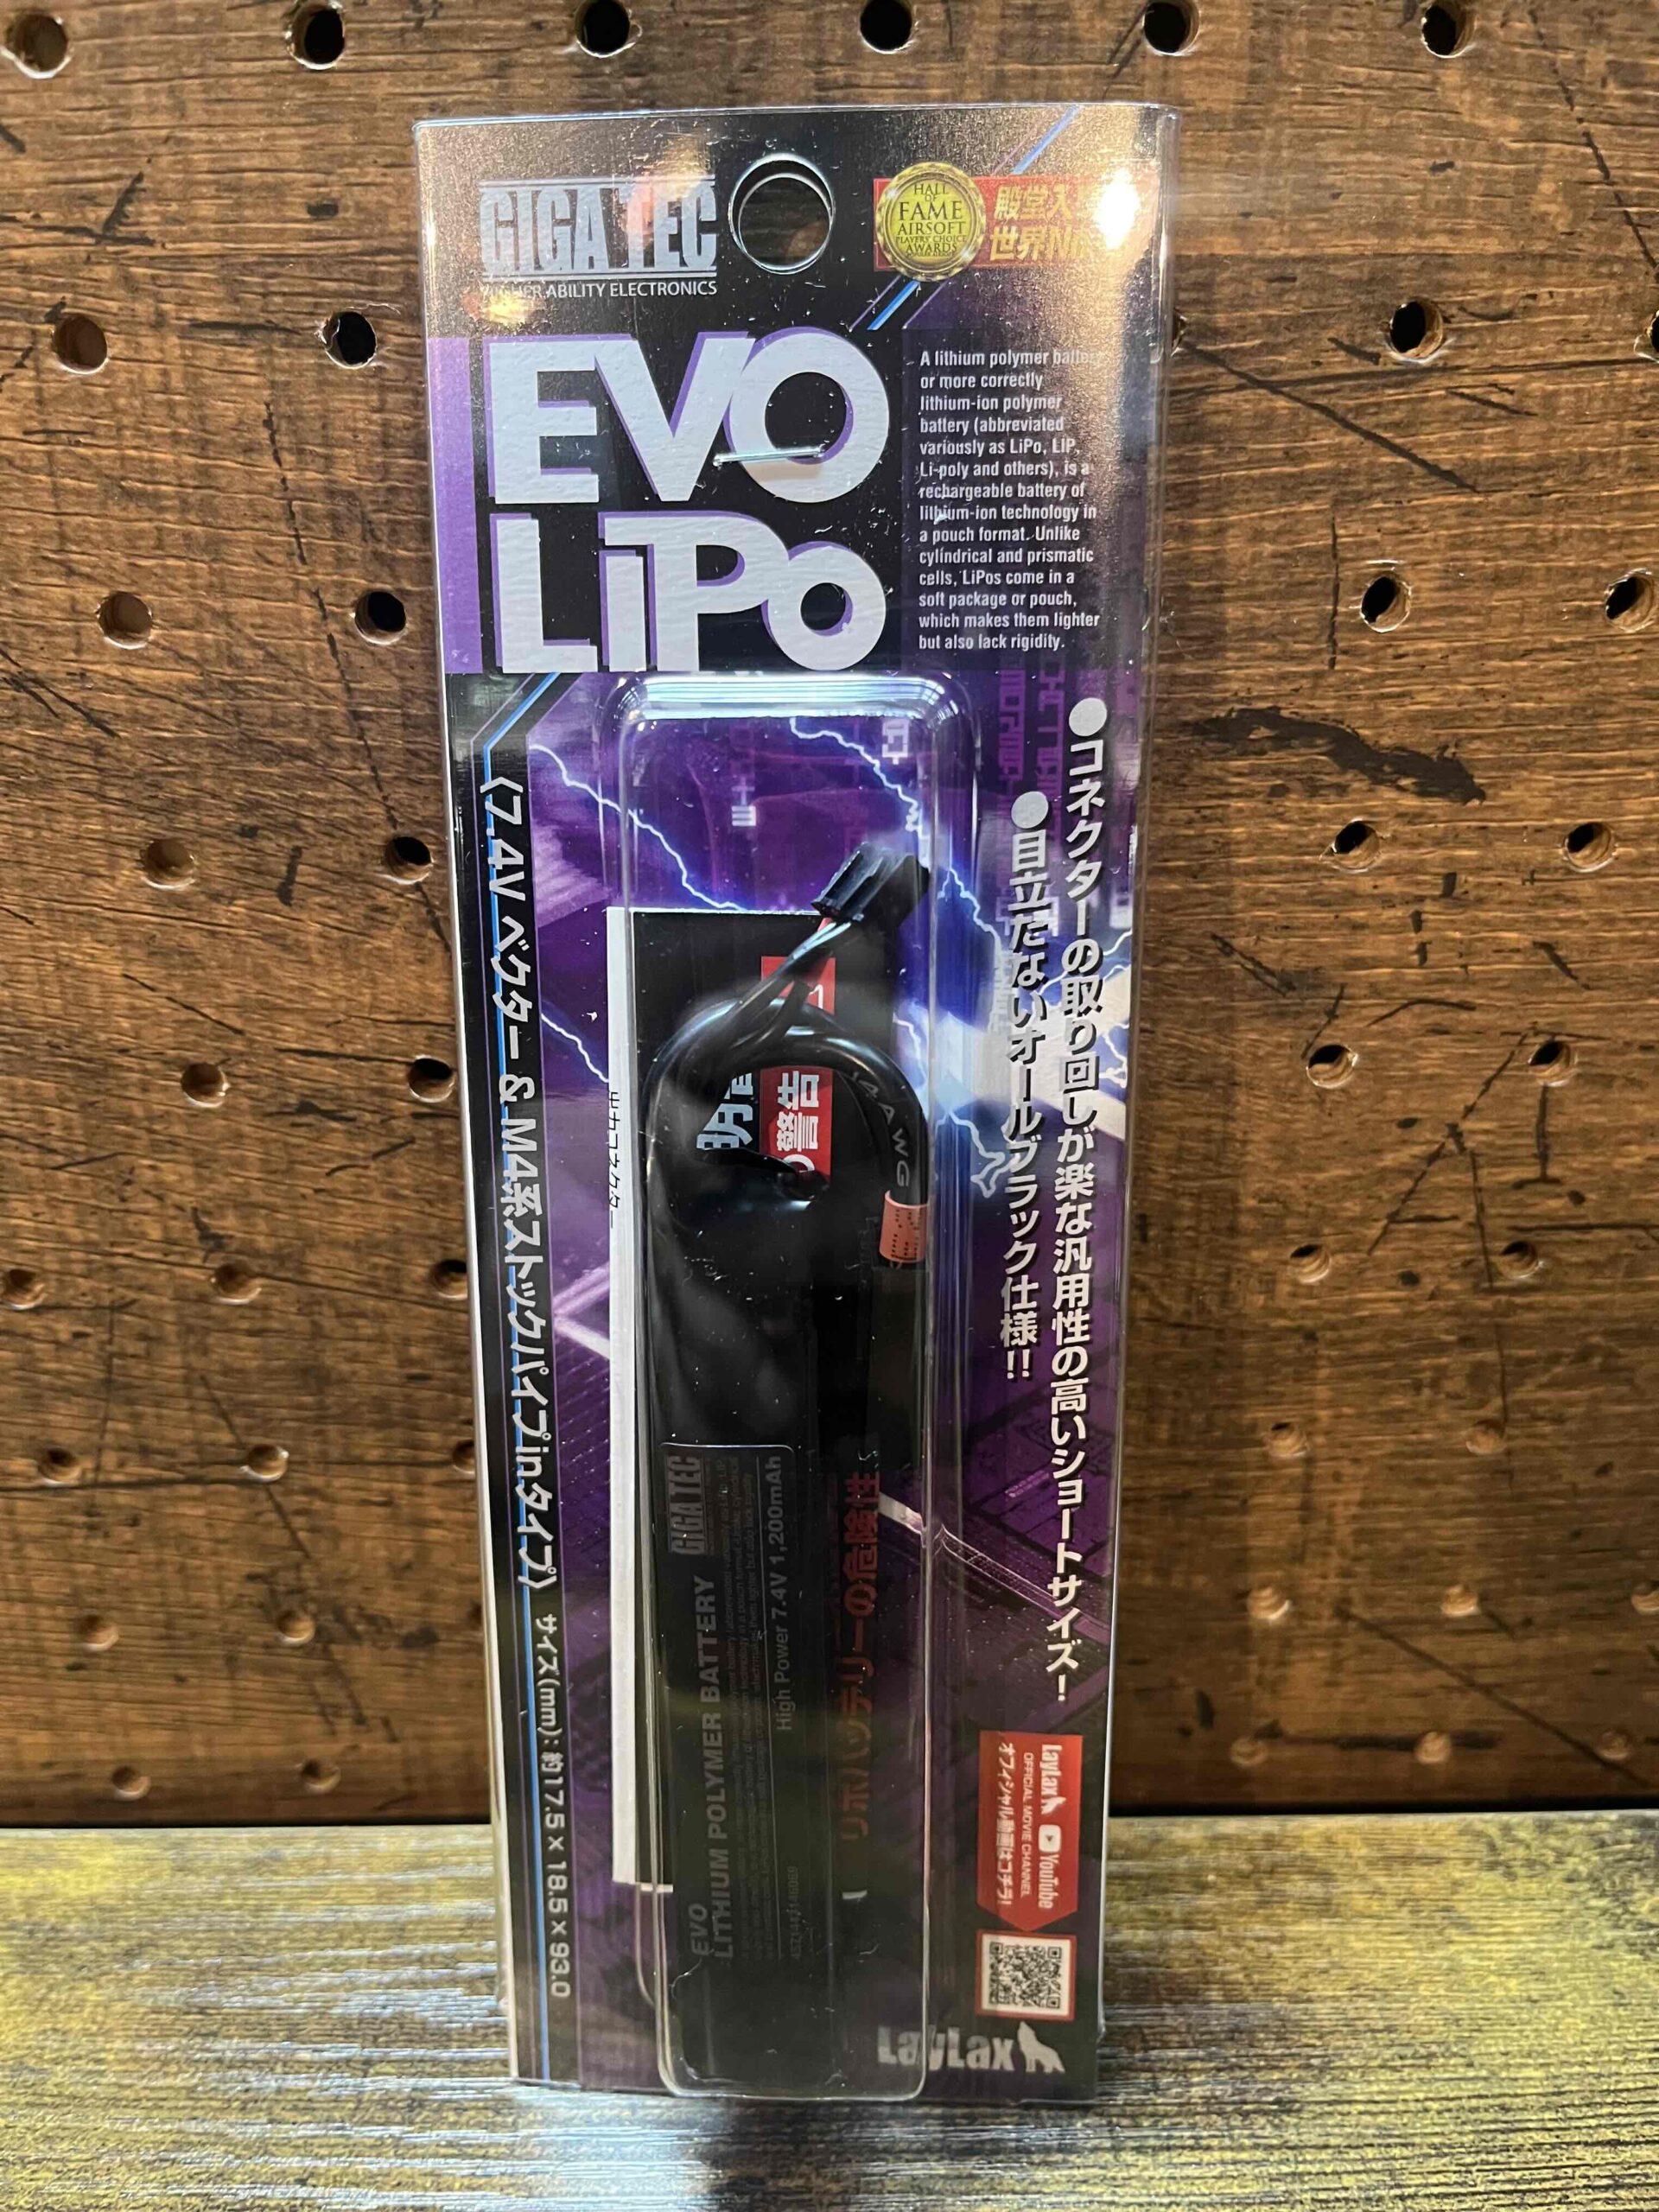 GIGA TEC
ABILITY ELECTRONICS
HALL
OF
FAME
AIRSOFT
PLAYERS' CHOICE
AWARDS
殿堂入
世界
EVO
LiPo
A lithium polymer battery
or more correctly
lithium-ion polymer
battery (abbreviated
variously as LiPo, LIP,
Li-poly and others), is a
rechargeable battery of
lithium-ion technology in
a pouch format. Unlike
cylindrical and prismatic
cells, LiPos come in a
soft package or pouch,
which makes them lighter
but also lack rigidity.
●コネクターの取り回しが楽な汎用性の高いショートサイズ!
●目立たないオールブラック仕様!!
〈7.4V ベクター & M4系ストックパイプinタイプ〉 サイズ(mm):約17.5×18.5×93.0
の警告
14AWG
リポバッテリーの危険性
GIGA TEC
EVO
LITHIUM POLYMER BATTERY
High Power 7.4V 1,200mAh
LayLax YouTube
OFFICIAL MOVIE CHANNEL
オフィシャル動画はコチラ!
LayLax